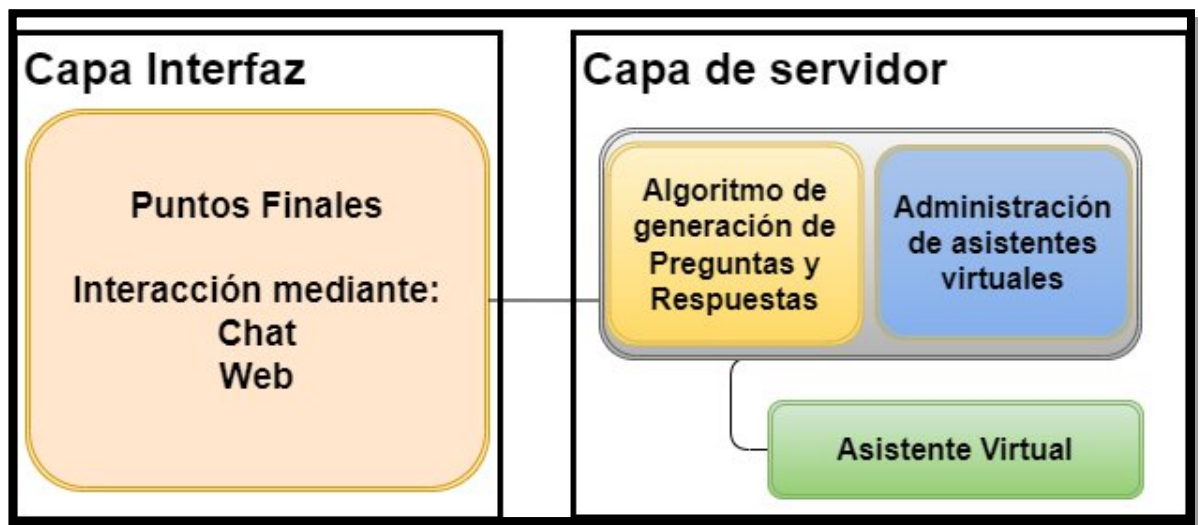 Capa Interfaz
Puntos Finales
Interacción mediante:
Chat
Web
Capa de servidor
Algoritmo de
generación de
Preguntas y
Respuestas
Administración
de asistentes
virtuales
Asistente Virtual